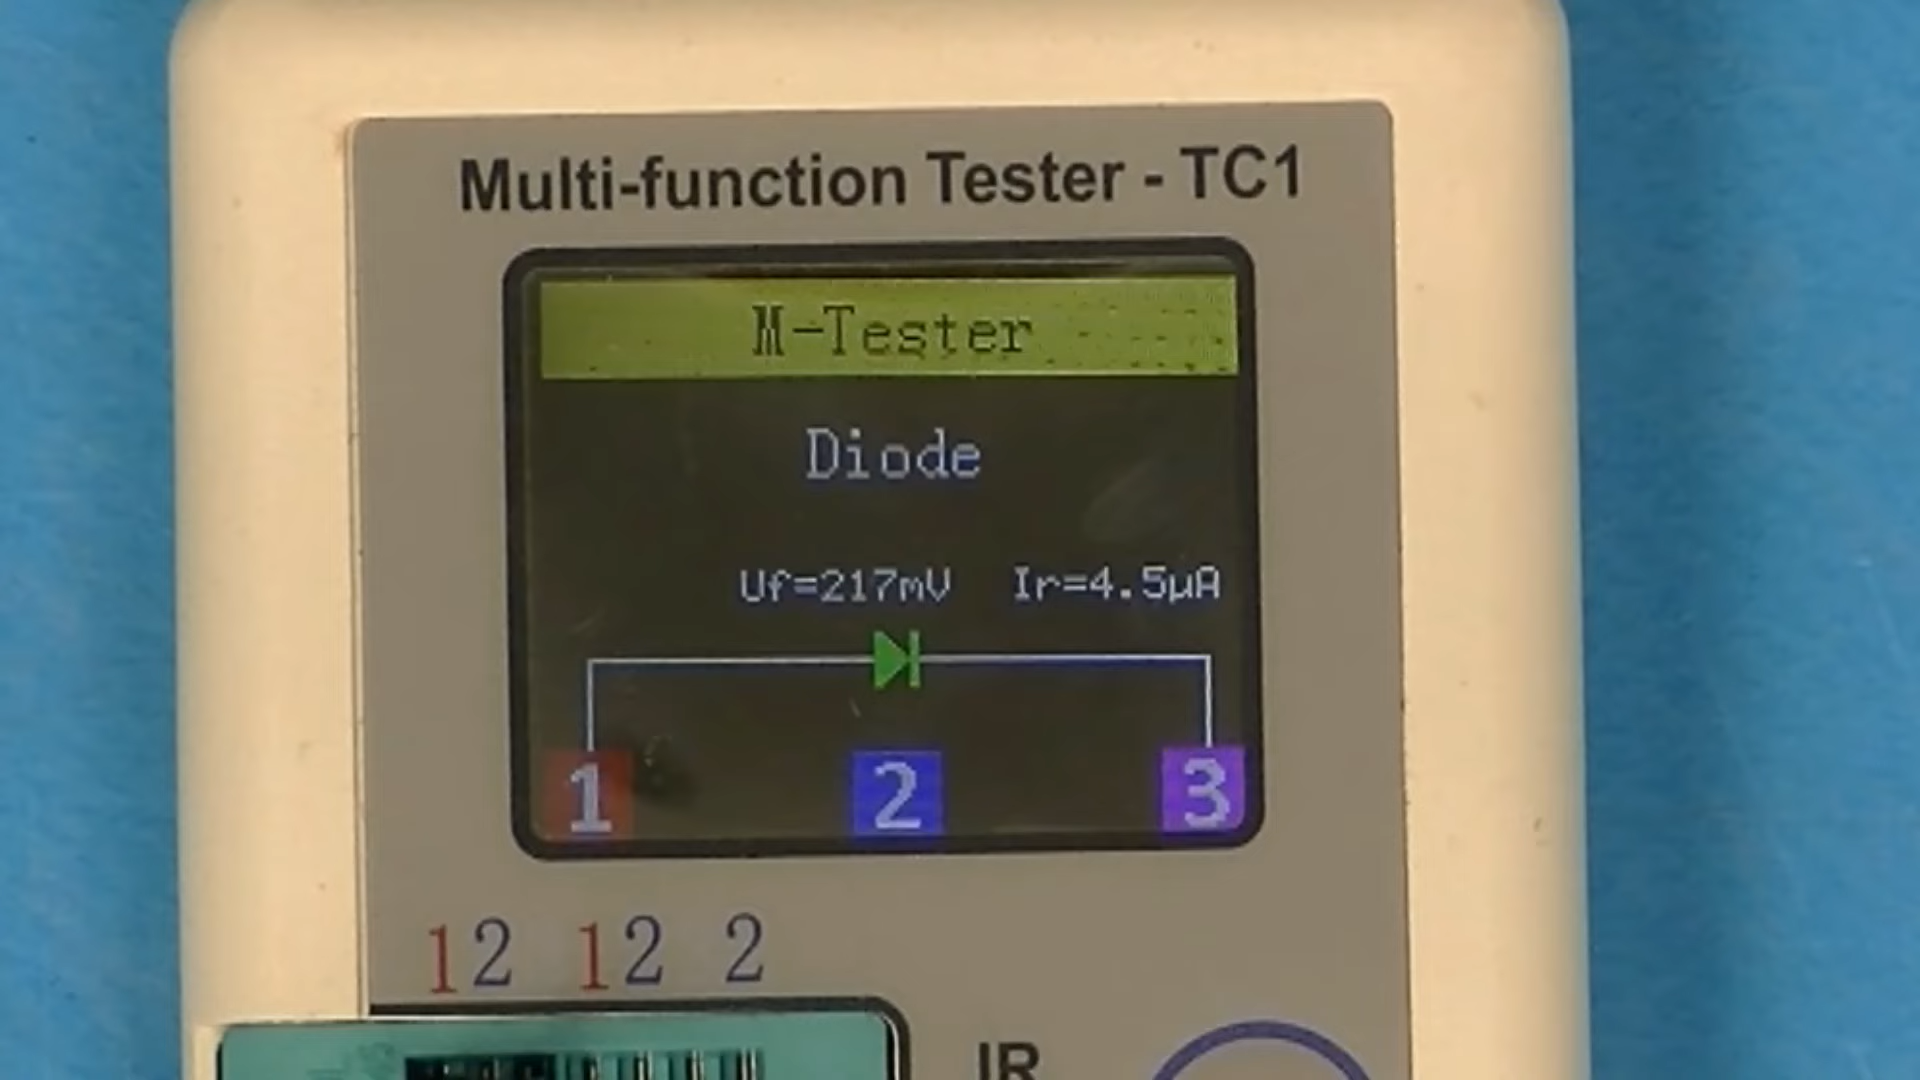 Multi-function Tester - TC1
M-Tester
Diode
Uf=217mV Ir=4.5µA
1 2 3
12 12 2
IR